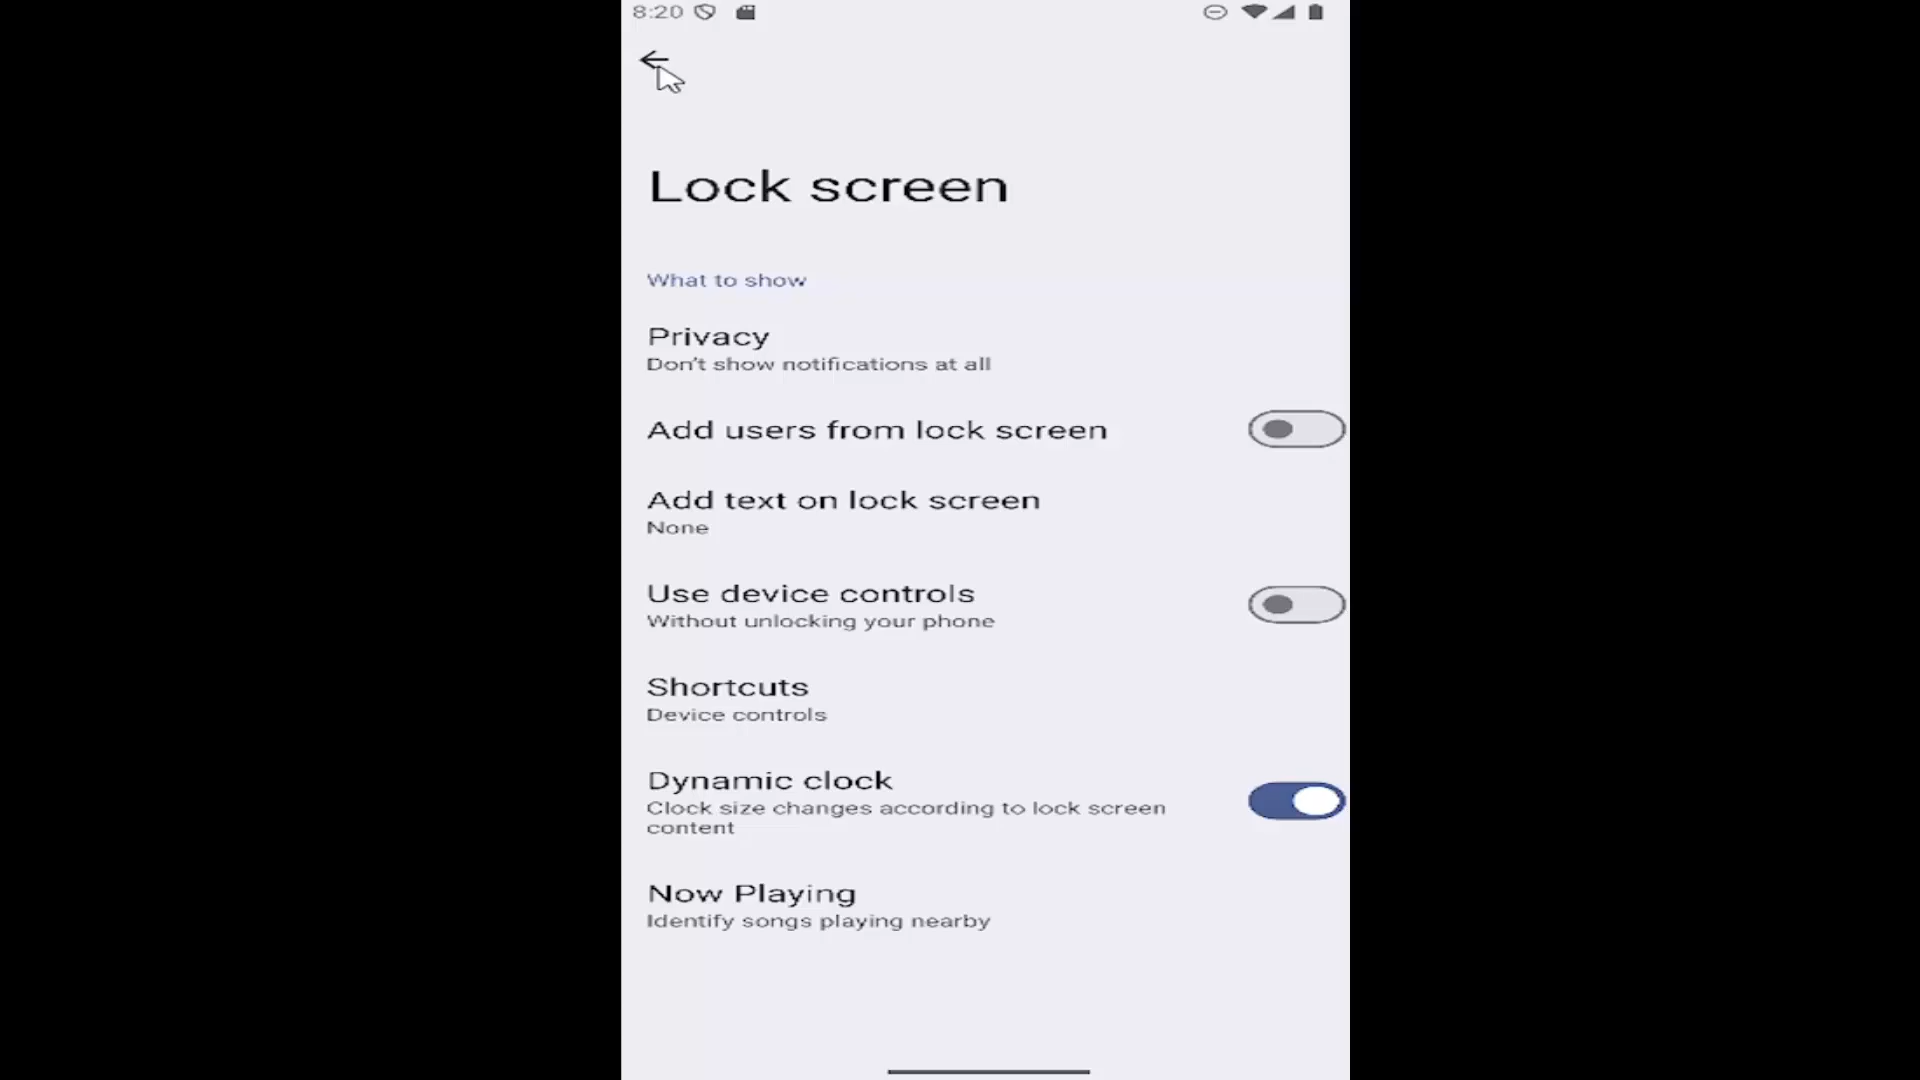 8:20
Lock screen
What to show
Privacy
Don't show notifications at all
Add users from lock screen
Add text on lock screen
None
Use device controls
Without unlocking your phone
Shortcuts
Device controls
Dynamic clock
Clock size changes according to lock screen
content
Now Playing
Identify songs playing nearby